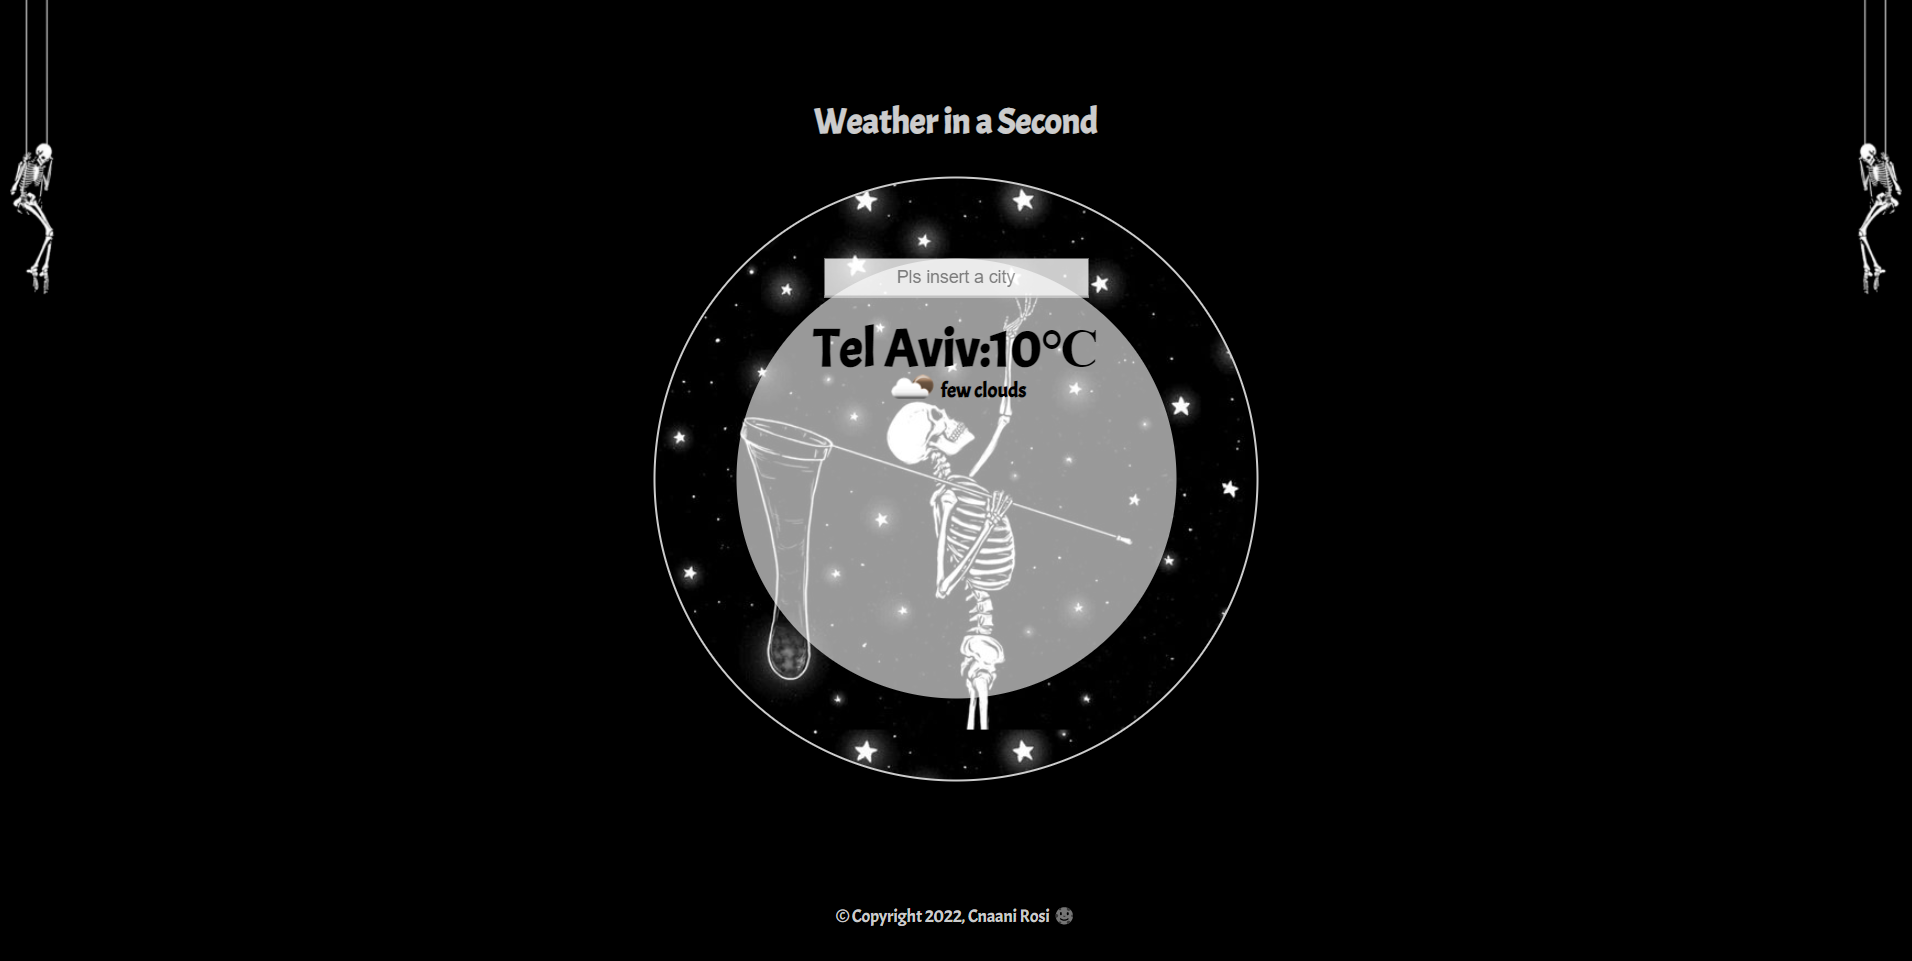 Weather in a Second
Pls insert a city
Tel Aviv:10°C
few clouds
© Copyright 2022, Cnaani Rosi